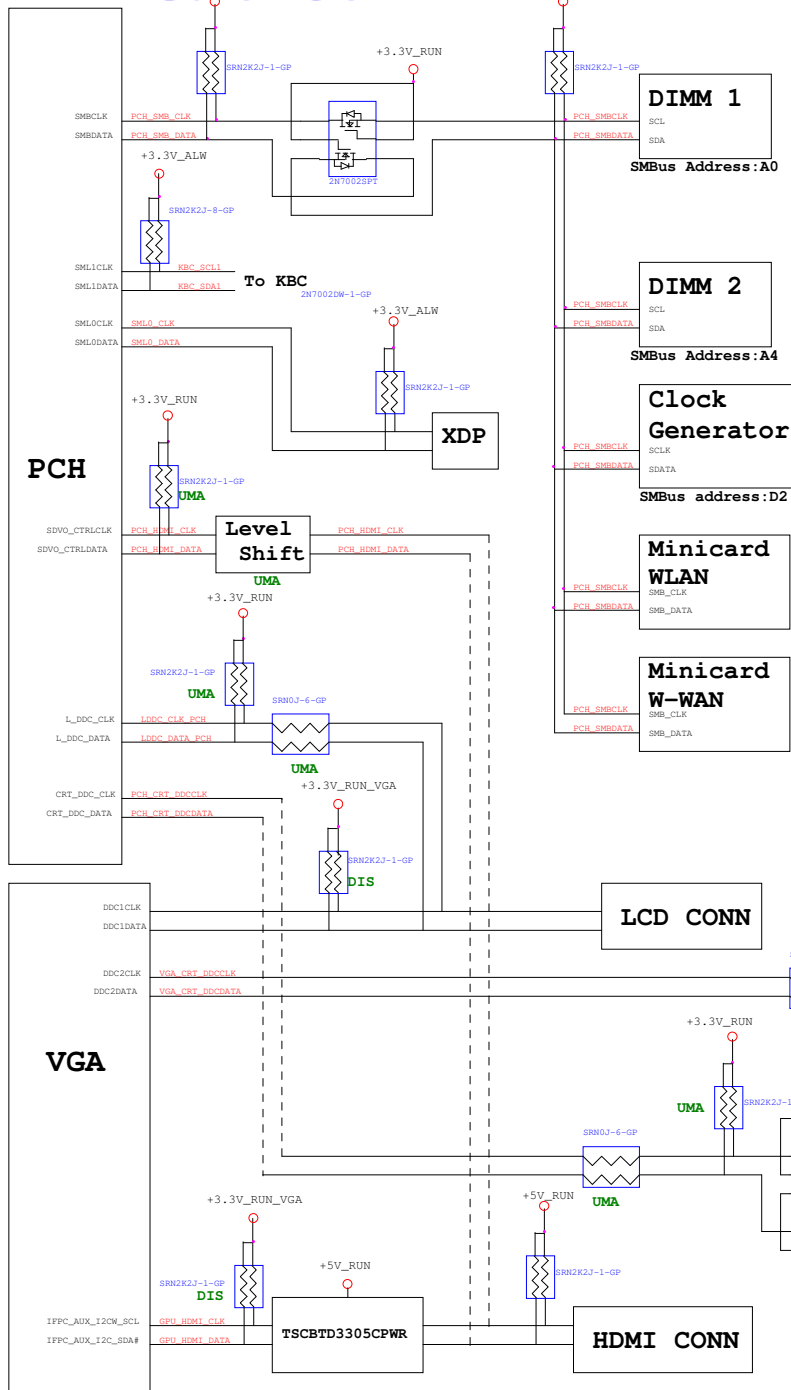 SRN2K2J-1-GP
+3.3V_RUN
SRN2K2J-1-GP
SMBCLK
PCH_SMB_CLK
SMBDATA
PCH_SMB_DATA
2N7002SPT
PCH_SMBCLK
PCH_SMBDATA
DIMM 1
SCL
SDA
SMBus Address:A0
+3.3V_ALW
SRN2K2J-8-GP
SML1CLK
KBC_SCL1
SML1DATA
KBC_SDA1
To KBC
2N7002DW-1-GP
PCH_SMBCLK
PCH_SMBDATA
DIMM 2
SCL
SDA
SMBus Address:A4
SML0CLK
SML0_CLK
SML0DATA
SML0_DATA
+3.3V_ALW
SRN2K2J-1-GP
XDP
Clock
Generator
PCH_SMBCLK
SCLK
PCH_SMBDATA
SDATA
SMBus address:D2
PCH
+3.3V_RUN
SRN2K2J-1-GP
UMA
SDVO_CTRLCLK
PCH_HDMI_CLK
SDVO_CTRLDATA
PCH_HDMI_DATA
Level
Shift
UMA
PCH_HDMI_CLK
PCH_HDMI_DATA
Minicard
WLAN
PCH_SMBCLK
SMB_CLK
PCH_SMBDATA
SMB_DATA
+3.3V_RUN
SRN2K2J-1-GP
UMA
SRN0J-6-GP
UMA
L_DDC_CLK
LDDC_CLK_PCH
L_DDC_DATA
LDDC_DATA_PCH
Minicard
W-WAN
PCH_SMBCLK
SMB_CLK
PCH_SMBDATA
SMB_DATA
CRT_DDC_CLK
PCH_CRT_DDCCLK
CRT_DDC_DATA
PCH_CRT_DDCDATA
+3.3V_RUN_VGA
SRN2K2J-1-GP
DIS
VGA
DDC1CLK
DDC1DATA
LCD CONN
DDC2CLK
VGA_CRT_DDCCLK
DDC2DATA
VGA_CRT_DDCDATA
+3.3V_RUN
UMA
SRN2K2J-1
SRN0J-6-GP
UMA
+3.3V_RUN_VGA
SRN2K2J-1-GP
DIS
+5V_RUN
+5V_RUN
SRN2K2J-1-GP
IFPC_AUX_I2CW_SCL
GPU_HDMI_CLK
IFPC_AUX_I2C_SDA#
GPU_HDMI_DATA
TSCBTD3305CPWR
HDMI CONN